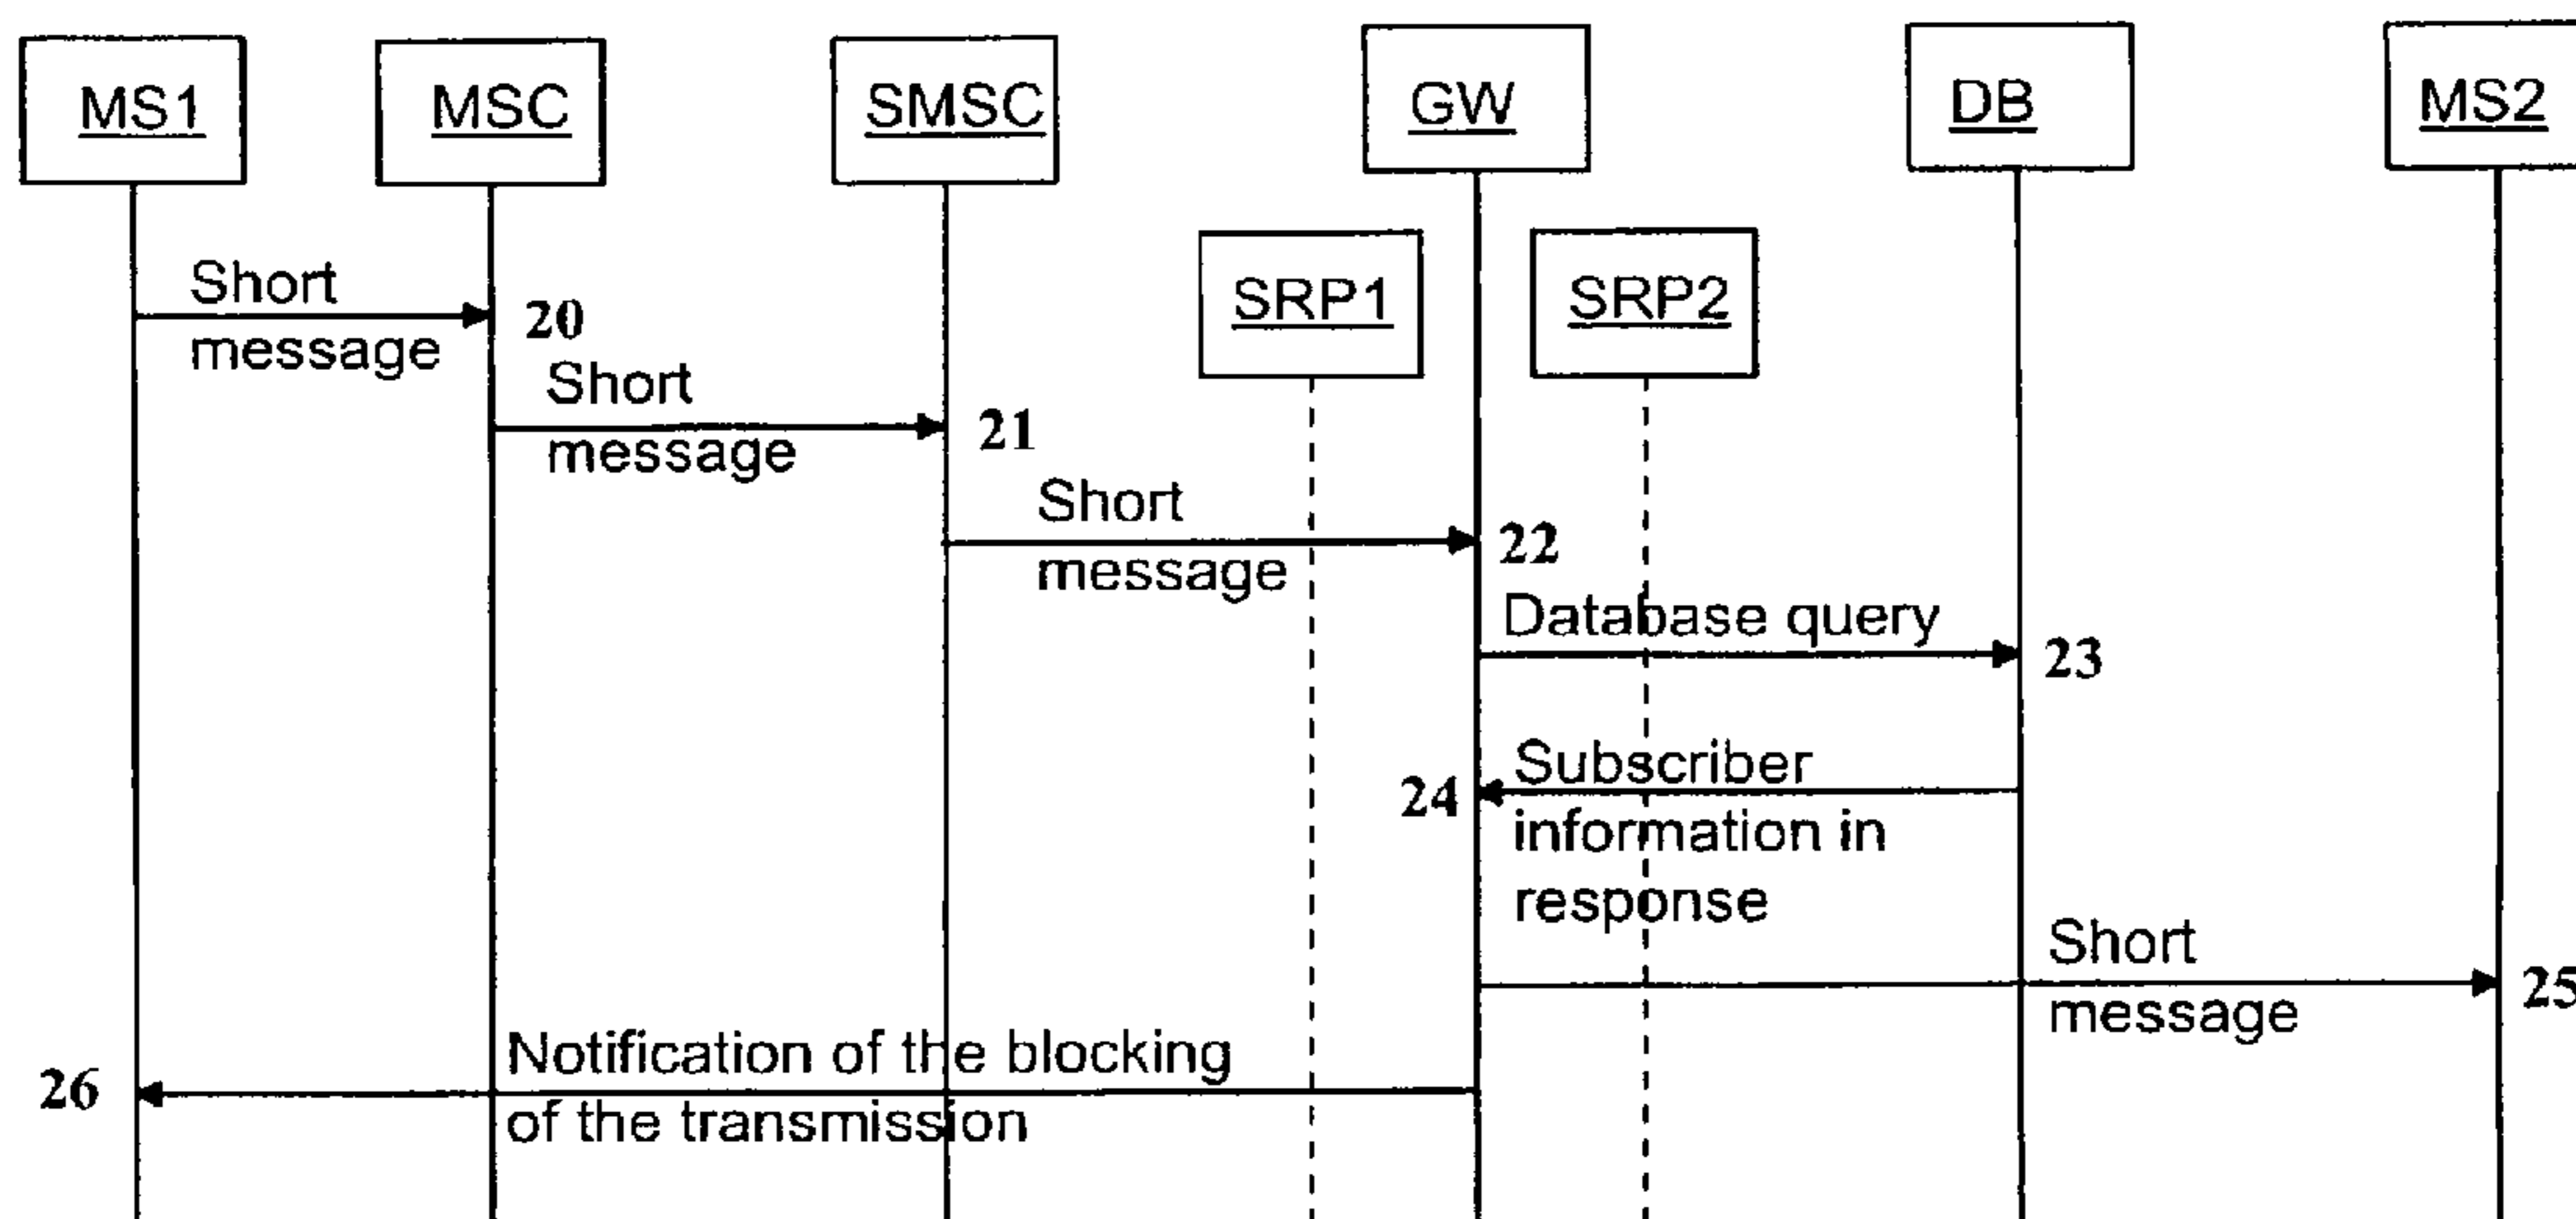 MS1
MSC
SMSC
GW
DB
MS2
SRP1
SRP2
Short
message
20
Short
message
21
Short
message
22
Database query
23
24
Subscriber
information in
response
Short
message
25
26
Notification of the blocking
of the transmission